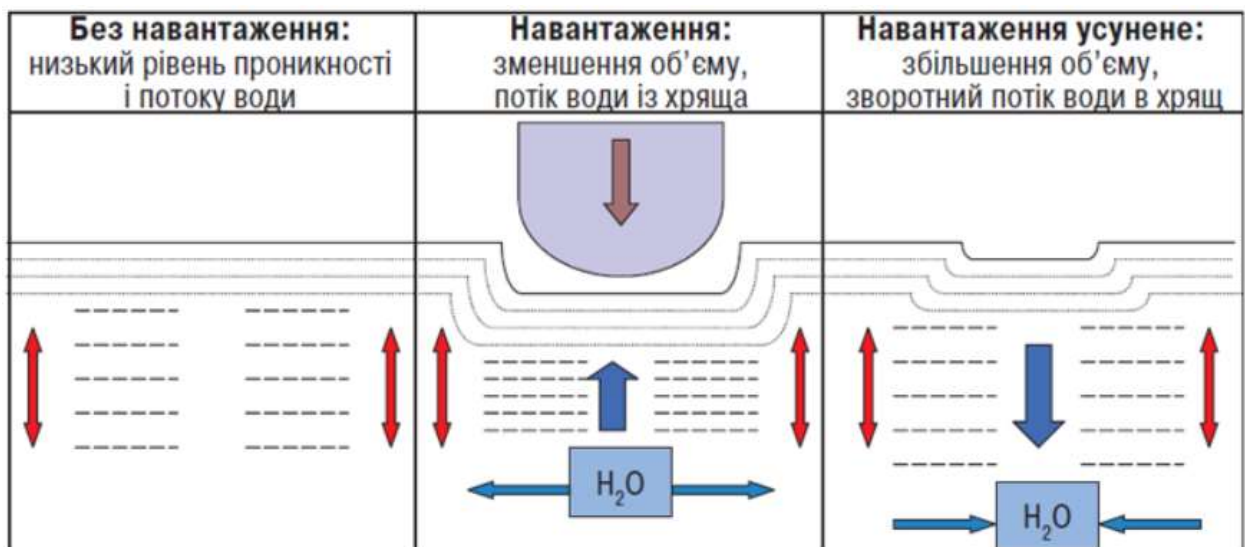 Без навантаження:
низький рівень проникності
і потоку води
Навантаження:
зменшення об’єму,
потік води із хряща
Навантаження усунене:
збільшення об’єму,
зворотний потік води в хрящ
H₂O
H₂O